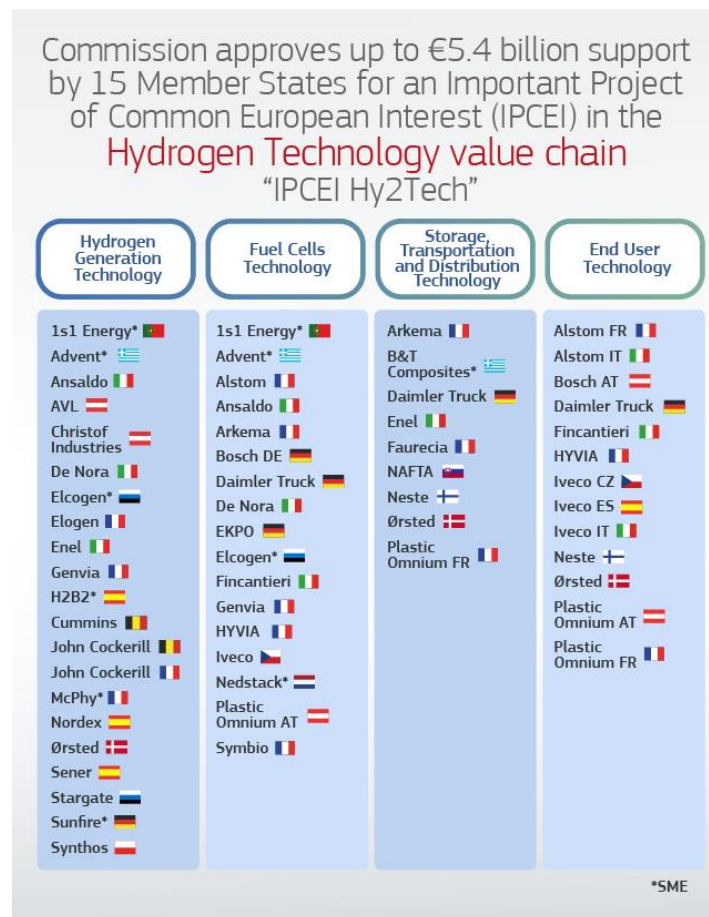 Commission approves up to €5.4 billion support
by 15 Member States for an Important Project
of Common European Interest (IPCEI) in the
Hydrogen Technology value chain
“IPCEI Hy2Tech”
Hydrogen
Generation
Technology
1s1 Energy*
Advent*
Ansaldo
AVL
Christof
Industries
De Nora
Elcogen*
Elogen
Enel
Genvia
H2B2*
Cummins
John Cockerill
John Cockerill
McPhy*
Nordex
Ørsted
Sener
Stargate
Sunfire*
Synthos
Fuel Cells
Technology
1s1 Energy*
Advent*
Alstom
Ansaldo
Arkema
Bosch DE
Daimler Truck
De Nora
EKPO
Elcogen*
Fincantieri
Genvia
HYVIA
Iveco
Nedstack*
Plastic
Omnium AT
Symbio
Storage,
Transportation
and Distribution
Technology
Arkema
B&T
Composites*
Daimler Truck
Enel
Faurecia
NAFTA
Neste
Ørsted
Plastic
Omnium FR
End User
Technology
Alstom FR
Alstom IT
Bosch AT
Daimler Truck
Fincantieri
HYVIA
Iveco CZ
Iveco ES
Iveco IT
Neste
Ørsted
Plastic
Omnium AT
Plastic
Omnium FR
*SME